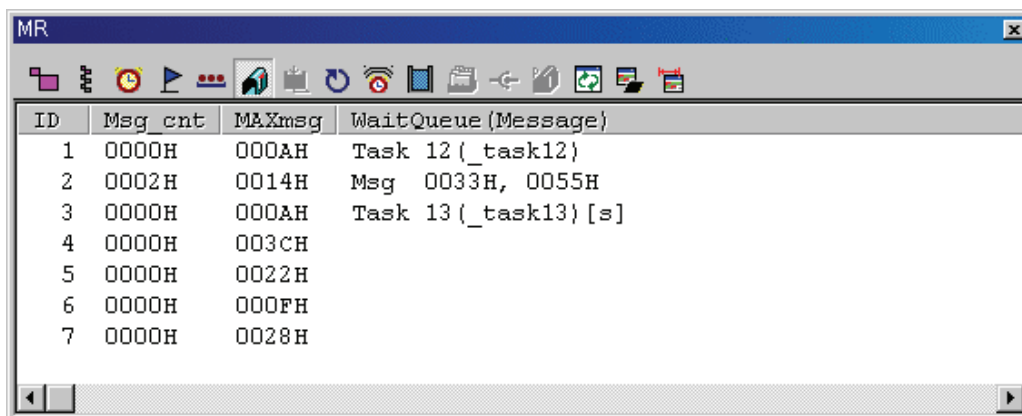 MR
ID Msg_cnt MAXmsg WaitQueue(Message)
1 0000H 000AH Task 12(_task12)
2 0002H 0014H Msg 0033H, 0055H
3 0000H 000AH Task 13(_task13)[s]
4 0000H 003CH
5 0000H 0022H
6 0000H 000FH
7 0000H 0028H